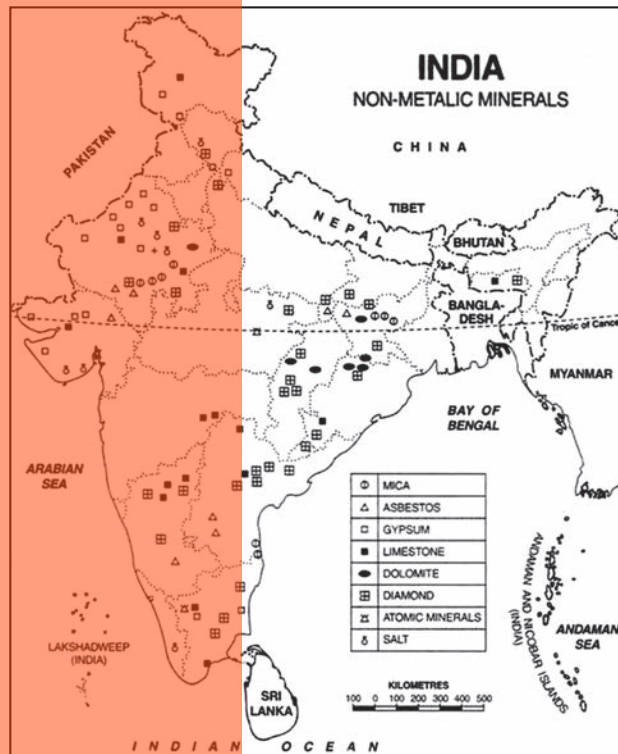 INDIA
NON-METALIC MINERALS
CHINA
PAKISTAN
TIBET
NEPAL
BHUTAN
BANGLA-
DESH
Tropic of Cancer
MYANMAR
BAY OF
BENGAL
ARABIAN
SEA
MICA
ASBESTOS
GYPSUM
LIMESTONE
DOLOMITE
DIAMOND
ATOMIC MINERALS
SALT
ANDAMAN AND NICOBAR ISLANDS
(INDIA)
ANDAMAN
SEA
LAKSHADWEEP
(INDIA)
SRI
LANKA
KILOMETRES
100 0 100 200 300 400 500
INDIAN OCEAN